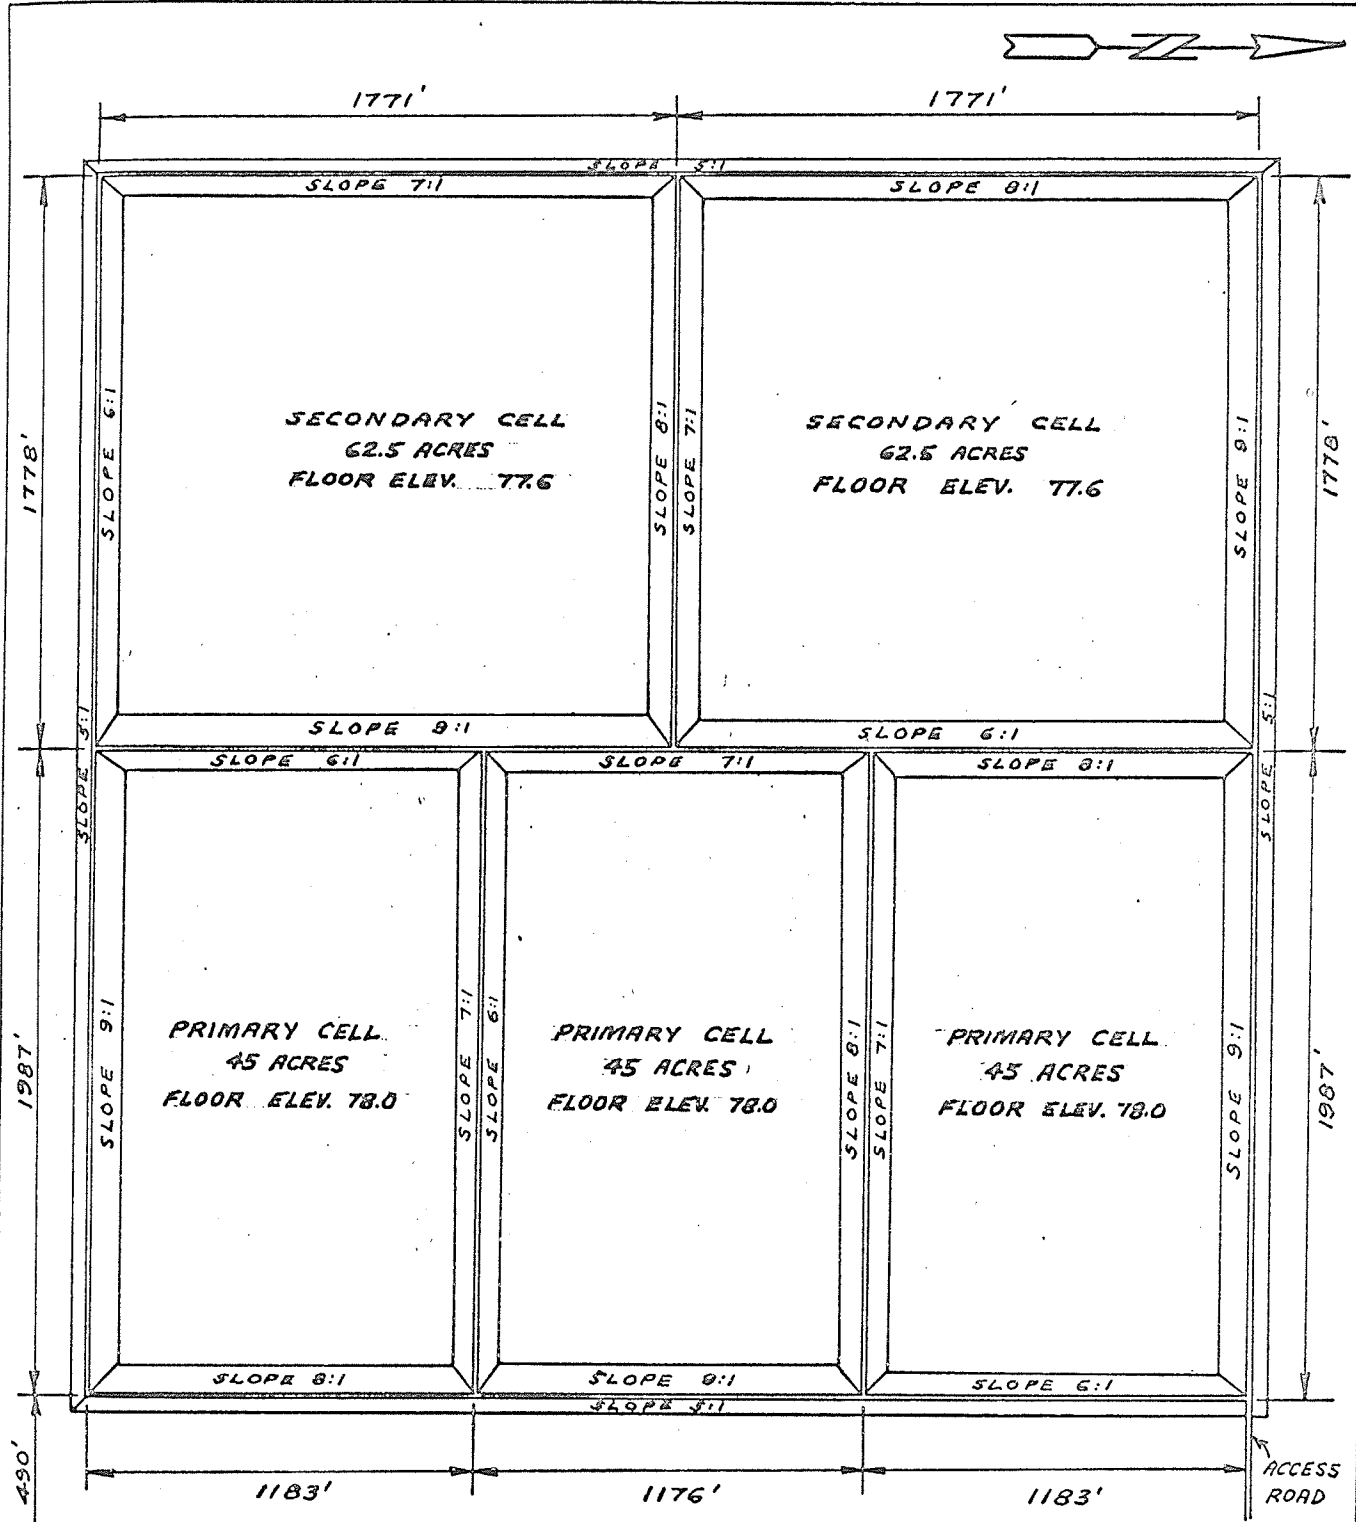 N
1771' 1771'
SLOPE 5:1
SLOPE 7:1
SLOPE 8:1
1778'
SLOPE 6:1
SECONDARY CELL
62.5 ACRES
FLOOR ELEV. 77.6
SLOPE 8:1
SLOPE 7:1
SECONDARY CELL
62.5 ACRES
FLOOR ELEV. 77.6
SLOPE 9:1
1778'
SLOPE 9:1
SLOPE 6:1
SLOPE 5:1
SLOPE 5:1
SLOPE 6:1
SLOPE 7:1
SLOPE 8:1
1987'
SLOPE 9:1
PRIMARY CELL
45 ACRES
FLOOR ELEV. 78.0
SLOPE 7:1
SLOPE 6:1
PRIMARY CELL
45 ACRES
FLOOR ELEV. 78.0
SLOPE 8:1
SLOPE 7:1
PRIMARY CELL
45 ACRES
FLOOR ELEV. 78.0
SLOPE 9:1
1987'
SLOPE 8:1
SLOPE 9:1
SLOPE 6:1
SLOPE 5:1
490'
1183' 1176' 1183'
ACCESS
ROAD